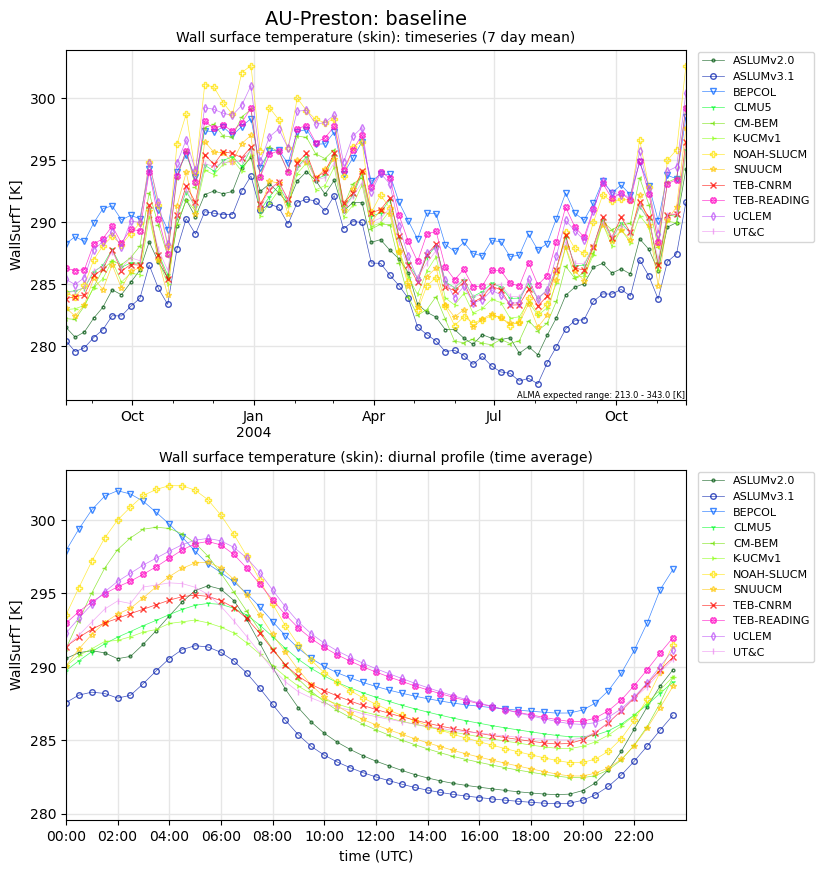 AU-Preston: baseline
Wall surface temperature (skin): timeseries (7 day mean)
WallSurfT [K]
300
295
290
285
280
Oct
Jan
2004
Apr
Jul
Oct
ALMA expected range: 213.0 - 343.0 [K]
ASLUMv2.0
ASLUMv3.1
BEPCOL
CLMU5
CM-BEM
K-UCMv1
NOAH-SLUCM
SNUUCM
TEB-CNRM
TEB-READING
UCLEM
UT&C
Wall surface temperature (skin): diurnal profile (time average)
WallSurfT [K]
300
295
290
285
280
00:00
02:00
04:00
06:00
08:00
10:00
12:00
14:00
16:00
18:00
20:00
22:00
time (UTC)
ASLUMv2.0
ASLUMv3.1
BEPCOL
CLMU5
CM-BEM
K-UCMv1
NOAH-SLUCM
SNUUCM
TEB-CNRM
TEB-READING
UCLEM
UT&C